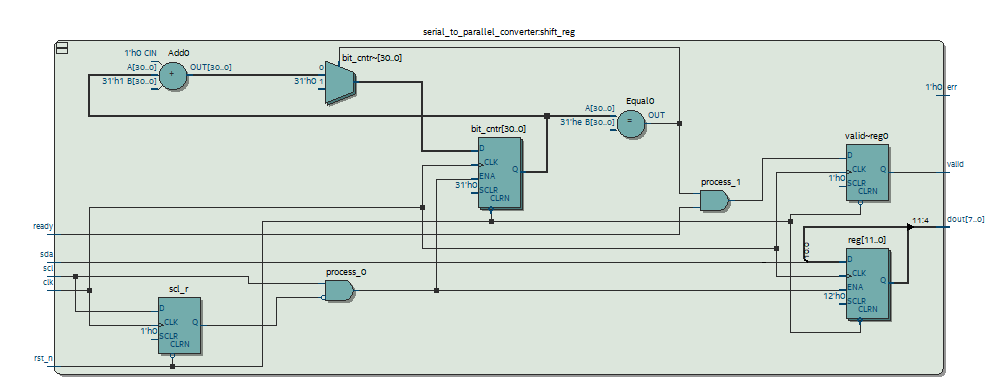 serial_to_parallel_converter:shift_reg
1'h0 CIN
Add0
A[30..0]
OUT[30..0]
31'h1 B[30..0]
+
bit_cntr~[30..0]
0
31'h0
1
A[30..0]
31'he B[30..0]
Equal0
=
OUT
1'h0
err
bit_cntr[30..0]
D
CLK
ENA
31'h0
SCLR
CLRN
Q
process_1
valid~reg0
D
CLK
1'h0
SCLR
CLRN
Q
valid
ready
sda
scl
clk
rst_n
scl_r
D
CLK
1'h0
SCLR
CLRN
Q
process_0
11:4
dout[7..0]
10:0
reg[11..0]
D
CLK
ENA
12'h0
SCLR
CLRN
Q